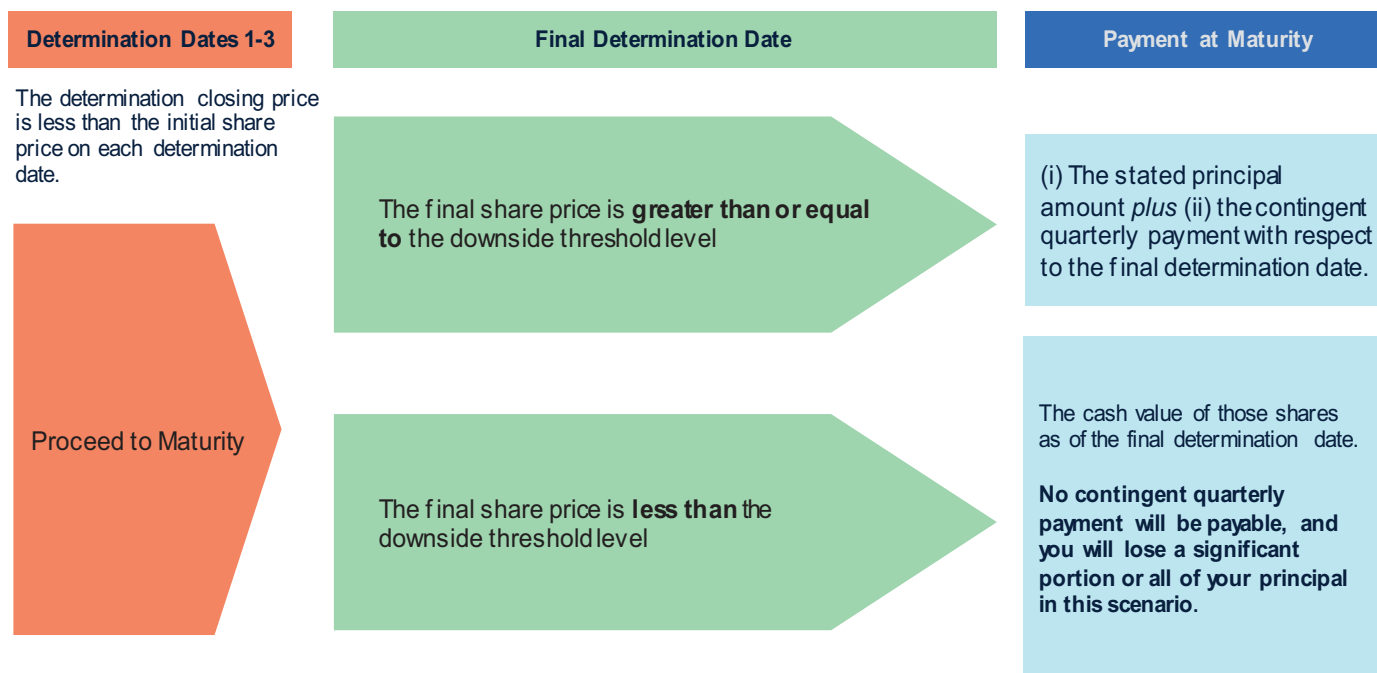 Determination Dates 1-3
Final Determination Date
Payment at Maturity
The determination closing price
is less than the initial share
price on each determination
date.
Proceed to Maturity
The final share price is greater than or equal
to the downside threshold level
(i) The stated principal
amount plus (ii) the contingent
quarterly payment with respect
to the final determination date.
The final share price is less than the
downside threshold level
The cash value of those shares
as of the final determination date.
No contingent quarterly
payment will be payable, and
you will lose a significant
portion or all of your principal
in this scenario.